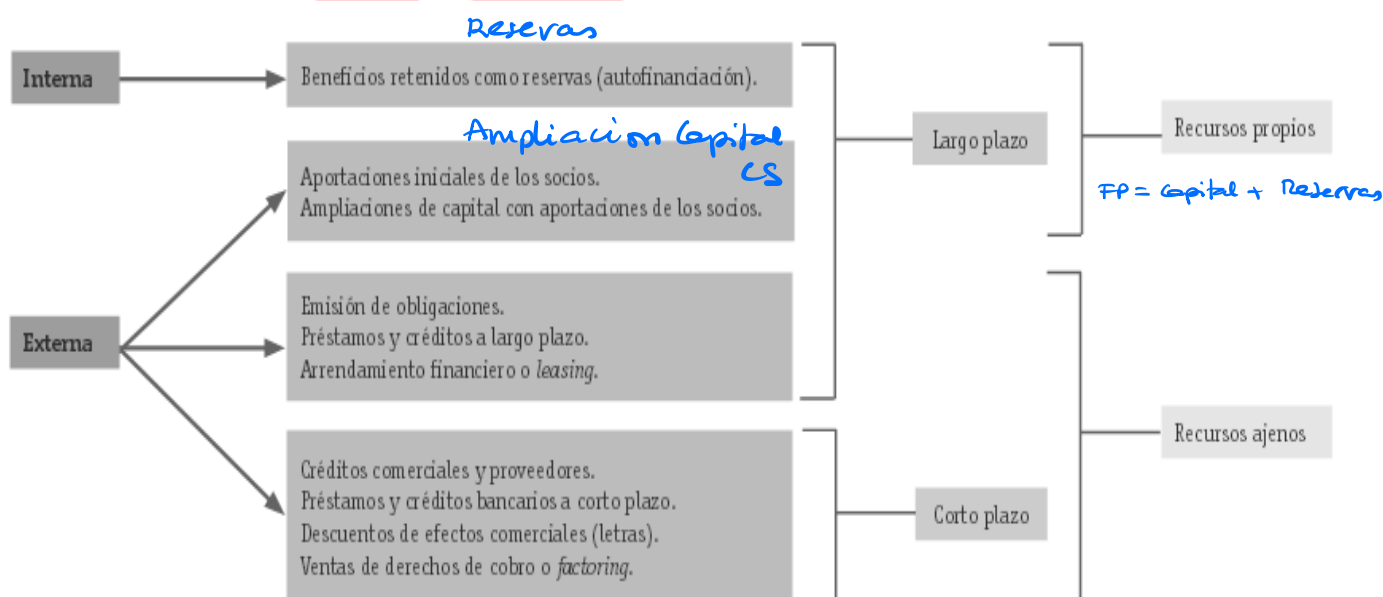 Resevas
Interna
Beneficios retenidos como reservas (autofinanciación).
Ampliacion Capital
CS
Aportaciones iniciales de los socios.
Ampliaciones de capital con aportaciones de los socios.
Largo plazo
Recursos propios
FP = Capital + Reservas
Externa
Emisión de obligaciones.
Préstamos y créditos a largo plazo.
Arrendamiento financiero o leasing.
Créditos comerciales y proveedores.
Préstamos y créditos bancarios a corto plazo.
Descuentos de efectos comerciales (letras).
Ventas de derechos de cobro o factoring.
Corto plazo
Recursos ajenos